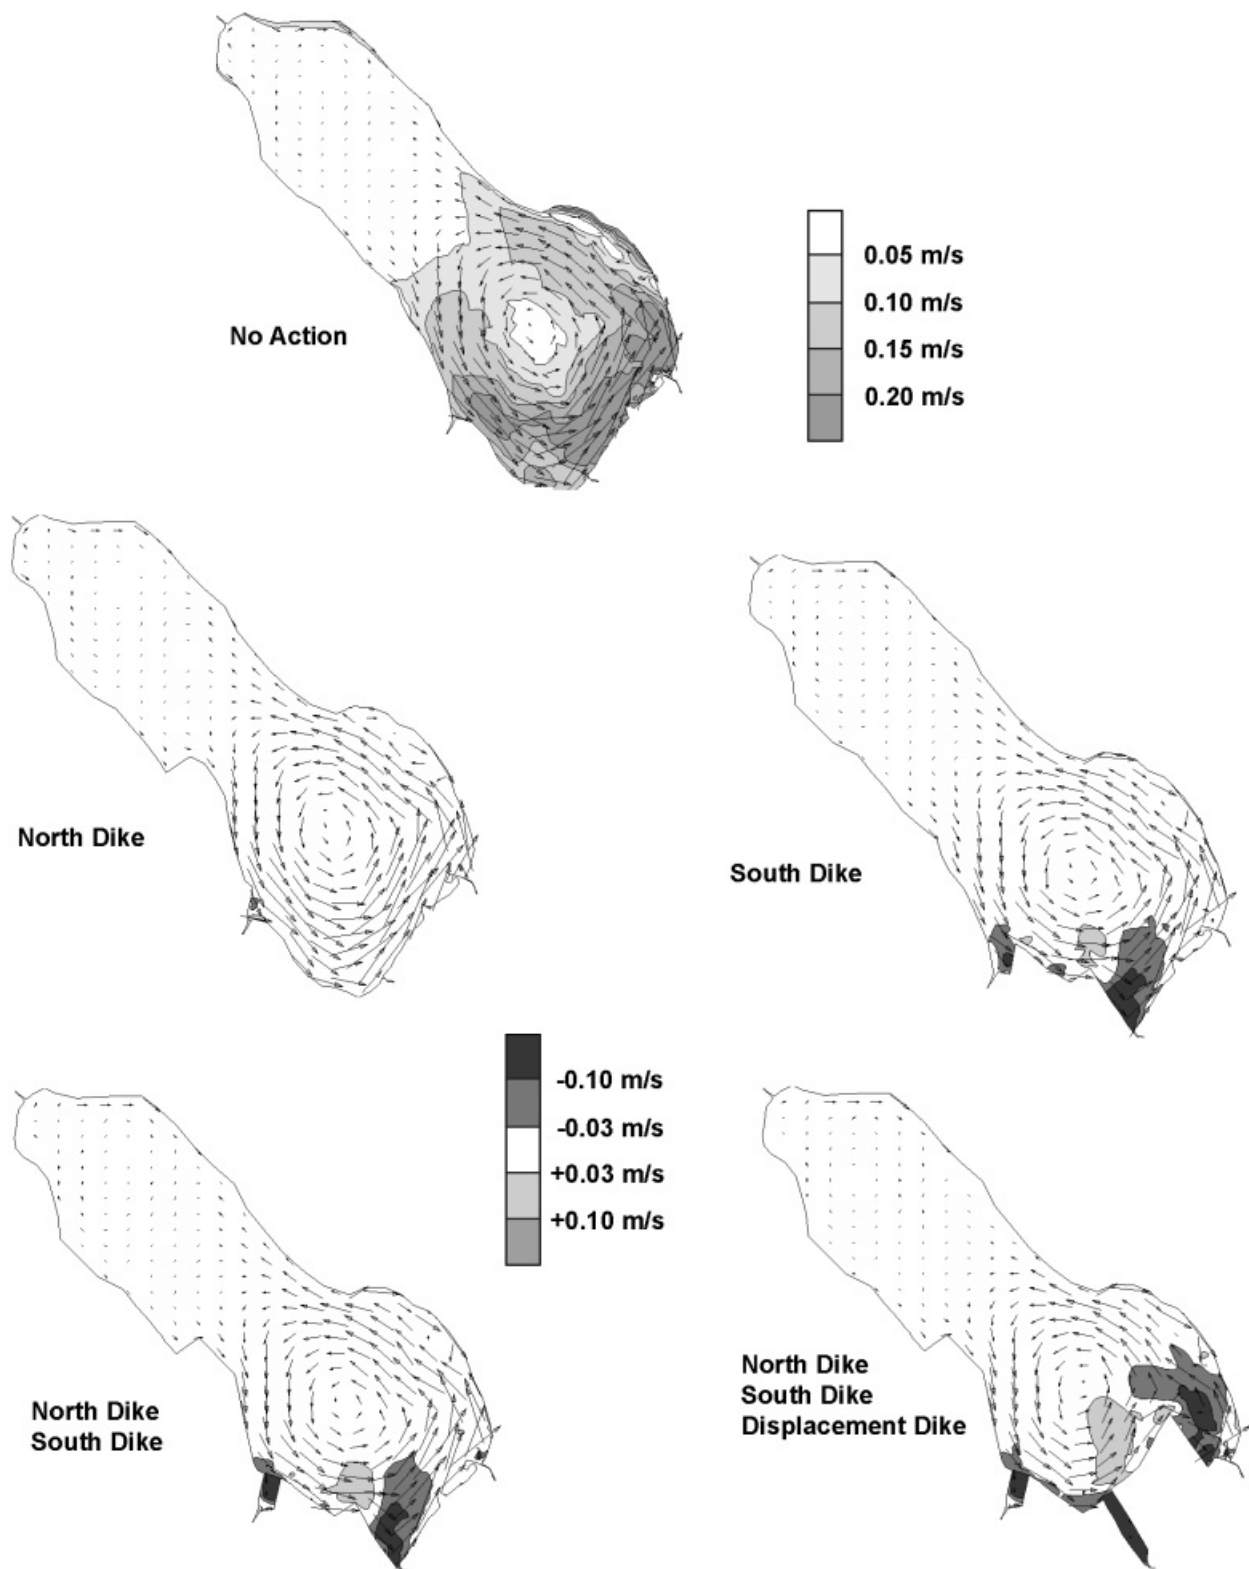 No Action
0.05 m/s
0.10 m/s
0.15 m/s
0.20 m/s
North Dike
South Dike
-0.10 m/s
-0.03 m/s
+0.03 m/s
+0.10 m/s
North Dike
South Dike
North Dike
South Dike
Displacement Dike